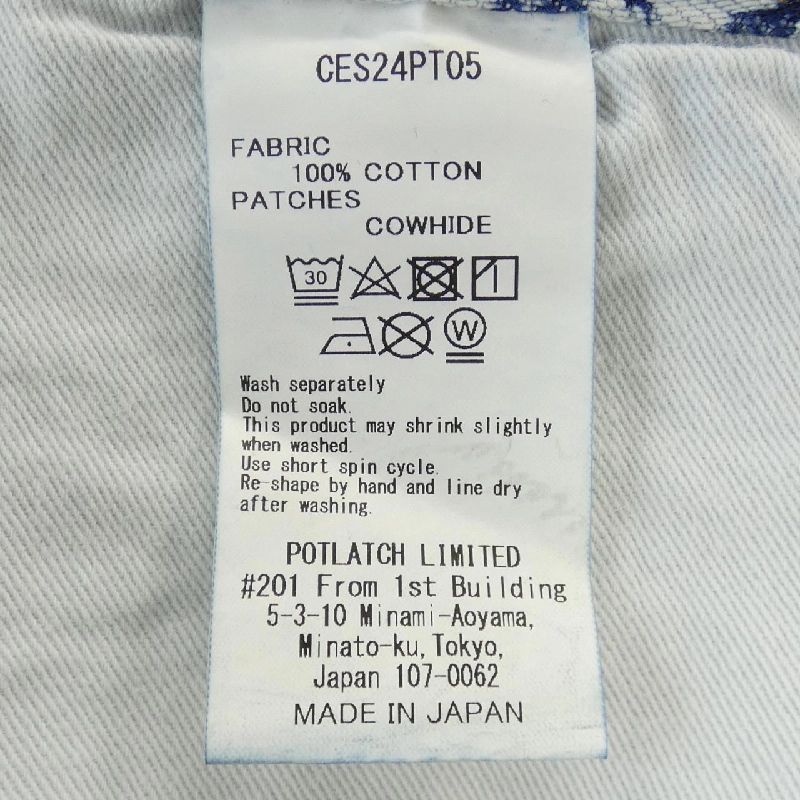 CES24PT05
FABRIC
100% COTTON
PATCHES
COWHIDE
30
W
Wash separately
Do not soak.
This product may shrink slightly
when washed.
Use short spin cycle.
Re-shape by hand and line dry
after washing.
POTLATCH LIMITED
#201 From 1st Building
5-3-10 Minami-Aoyama,
Minato-ku, Tokyo,
Japan 107-0062
MADE IN JAPAN